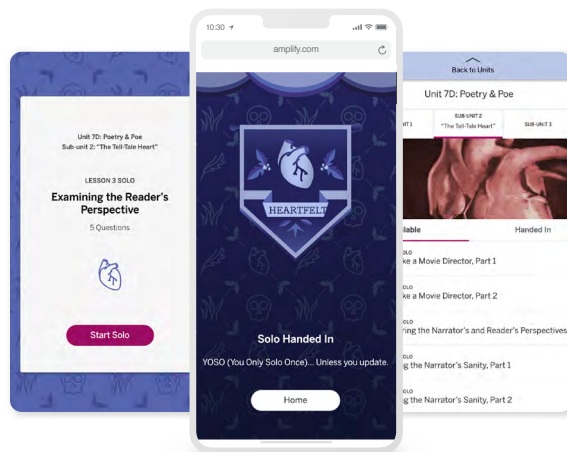 Unit 7D: Poetry & Poe
Sub-unit 2: "The Tell-Tale Heart"
LESSON 3 SOLO
Examining the Reader's
Perspective
5 Questions
Start Solo
10:30
amplify.com
HEARTFELT
Solo Handed In
YOSO (You Only Solo Once)... Unless you update.
Home
Back to Units
Unit 7D: Poetry & Poe
SUB-UNIT 2
"The Tell-Tale Heart"
SUB-UNIT 3
Handed In
a Movie Director, Part 1
a Movie Director, Part 2
the Narrator's and Reader's Perspectives
the Narrator's Sanity, Part 1
the Narrator's Sanity, Part 2